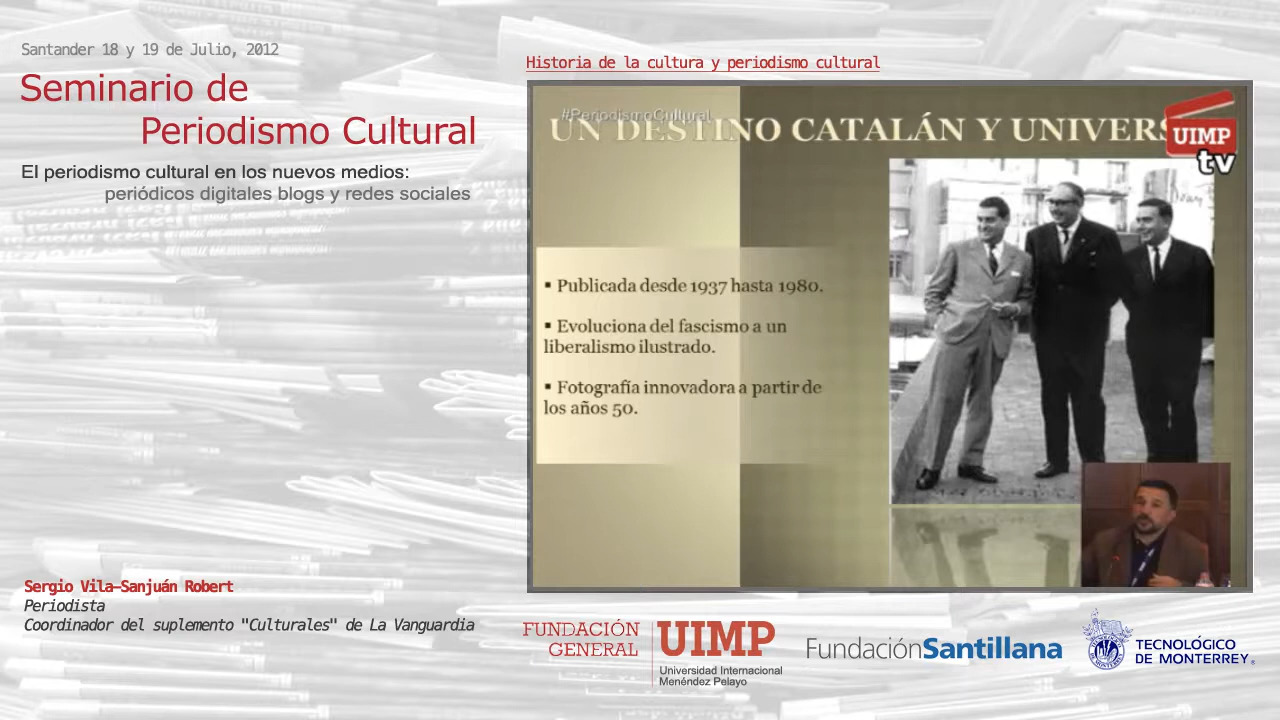 Santander 18 y 19 de Julio, 2012
Seminario de
Periodismo Cultural
El periodismo cultural en los nuevos medios:
periódicos digitales blogs y redes sociales
Historia de la cultura y periodismo cultural
#PeriodismoCultural
UN DESTINO CATALÁN Y UNIVERS
UIMP
tv
▪ Publicada desde 1937 hasta 1980.
▪ Evoluciona del fascismo a un
liberalismo ilustrado.
▪ Fotografía innovadora a partir de
los años 50.
Sergio Vila-Sanjuán Robert
Periodista
Coordinador del suplemento "Culturales" de La Vanguardia
FUNDACIÓN
GENERAL
UIMP
Universidad Internacional
Menéndez Pelayo
FundaciónSantillana
TECNOLÓGICO
DE MONTERREY®